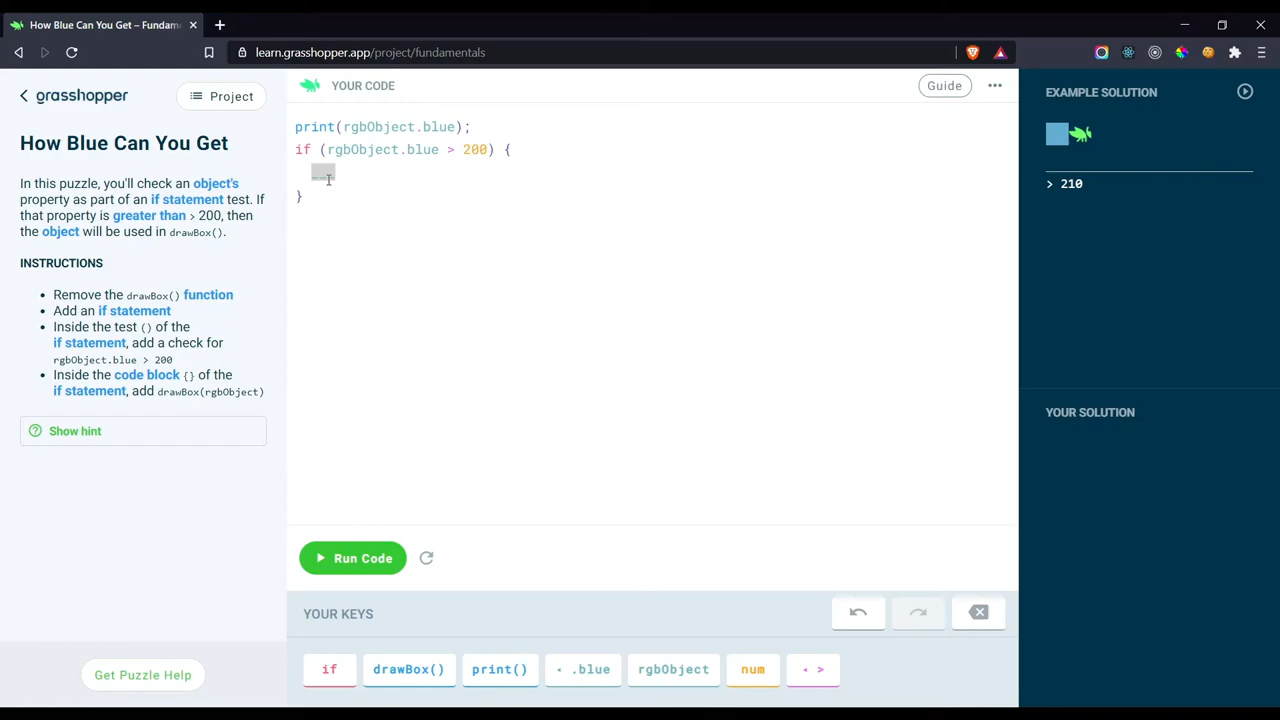 How Blue Can You Get – Fundam
learn.grasshopper.app/project/fundamentals
grasshopper
Project
How Blue Can You Get
In this puzzle, you'll check an object's
property as part of an if statement test. If
that property is greater than > 200, then
the object will be used in drawBox().
INSTRUCTIONS
• Remove the drawBox() function
• Add an if statement
• Inside the test () of the
if statement, add a check for
rgbObject.blue > 200
• Inside the code block {} of the
if statement, add drawBox(rgbObject)
Show hint
Get Puzzle Help
YOUR CODE
Guide
print(rgbObject.blue);
if (rgbObject.blue > 200) {
}
Run Code
YOUR KEYS
if
drawBox()
print()
◂ .blue
rgbObject
num
◂ >
EXAMPLE SOLUTION
> 210
YOUR SOLUTION